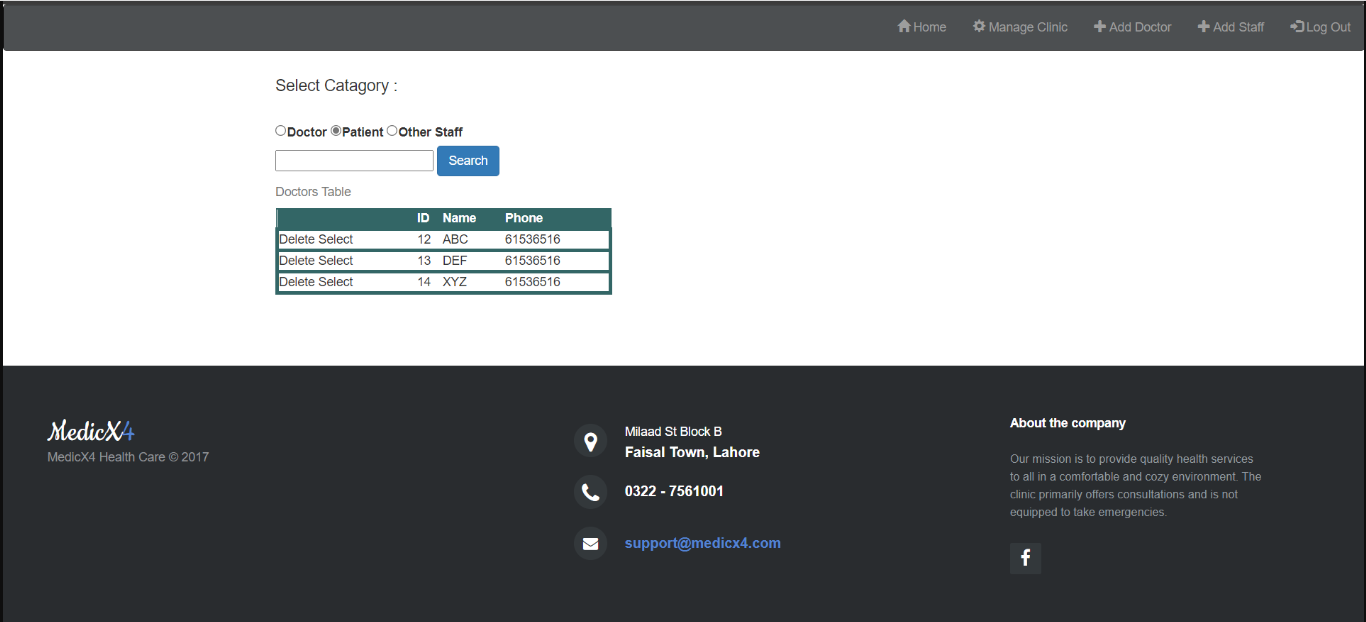 Home Manage Clinic Add Doctor Add Staff Log Out
Select Catagory :
Doctor Patient Other Staff
Search
Doctors Table
ID Name Phone
Delete Select 12 ABC 61536516
Delete Select 13 DEF 61536516
Delete Select 14 XYZ 61536516
MedicX4
MedicX4 Health Care © 2017
Milaad St Block B
Faisal Town, Lahore
0322 - 7561001
support@medicx4.com
About the company
Our mission is to provide quality health services
to all in a comfortable and cozy environment. The
clinic primarily offers consultations and is not
equipped to take emergencies.
f